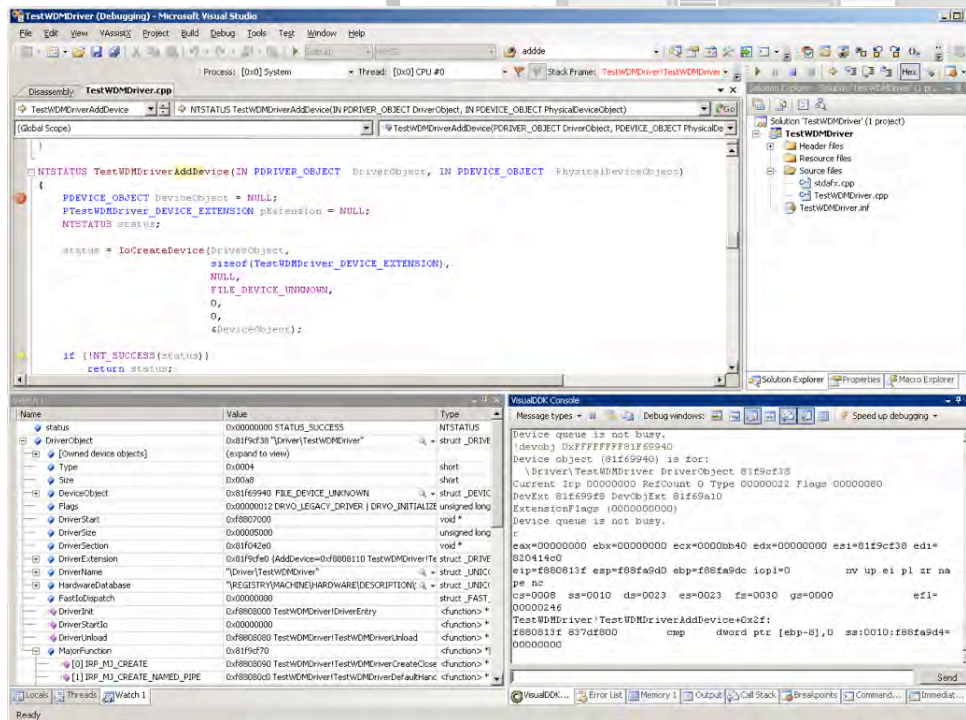 TestWDMDriver (Debugging) - Microsoft Visual Studio
File Edit View VAssistX Project Build Debug Tools Test Window Help
Debug Win32 addde
Process: [0x0] System Thread: [0x0] CPU #0 Stack Frame: TestWDMDriver!TestWDMDriver Hex
Disassembly TestWDMDriver.cpp
TestWDMDriverAddDevice NTSTATUS TestWDMDriverAddDevice(IN PDRIVER_OBJECT DriverObject, IN PDEVICE_OBJECT PhysicalDeviceObject) Go
(Global Scope) TestWDMDriverAddDevice(PDRIVER_OBJECT DriverObject, PDEVICE_OBJECT PhysicalDe
}
NTSTATUS TestWDMDriverAddDevice(IN PDRIVER_OBJECT DriverObject, IN PDEVICE_OBJECT PhysicalDeviceObject)
{
PDEVICE_OBJECT DeviceObject = NULL;
PTestWDMDriver_DEVICE_EXTENSION pExtension = NULL;
NTSTATUS status;
status = IoCreateDevice(DriverObject,
sizeof(TestWDMDriver_DEVICE_EXTENSION),
NULL,
FILE_DEVICE_UNKNOWN,
0,
0,
&DeviceObject);
if (!NT_SUCCESS(status))
return status;
Solution Explorer - Solution 'TestWDMDriver' (1 pr...
Solution 'TestWDMDriver' (1 project)
TestWDMDriver
Header files
Resource files
Source files
stdafx.cpp
TestWDMDriver.cpp
TestWDMDriver.inf
Solution Explorer Properties Macro Explorer
Watch 1
Name Value Type
status 0x00000000 STATUS_SUCCESS NTSTATUS
DriverObject 0x81f9cf38 "\Driver\TestWDMDriver" struct _DRIVE
[Owned device objects] (expand to view)
Type 0x0004 short
Size 0x00a8 short
DeviceObject 0x81f69940 FILE_DEVICE_UNKNOWN struct _DEVIC
Flags 0x00000012 DRVO_LEGACY_DRIVER | DRVO_INITIALIZE unsigned long
DriverStart 0xf8807000 void *
DriverSize 0x00005000 unsigned long
DriverSection 0x81f042e0 void *
DriverExtension 0x81f9cfe0 {AddDevice=0xf8808110 TestWDMDriver!Te struct _DRIVE
DriverName "\Driver\TestWDMDriver" struct _UNIC
HardwareDatabase "\REGISTRY\MACHINE\HARDWARE\DESCRIPTION\ struct _UNIC
FastIoDispatch 0x00000000 struct _FAST_
DriverInit 0xf8808000 TestWDMDriver!DriverEntry <function> *
DriverStartIo 0x00000000 <function> *
DriverUnload 0xf8808080 TestWDMDriver!TestWDMDriverUnload <function> *
MajorFunction 0x81f9cf70 <function> *
[0] IRP_MJ_CREATE 0xf8808090 TestWDMDriver!TestWDMDriverCreateClose <function> *
[1] IRP_MJ_CREATE_NAMED_PIPE 0xf88080c0 TestWDMDriver!TestWDMDriverDefaultHanc <function> *
Locals Threads Watch 1
VisualDDK Console
Message types Debug windows: Speed up debugging
Device queue is not busy.
!devobj 0xFFFFFFFF81F69940
Device object (81f69940) is for:
\Driver\TestWDMDriver DriverObject 81f9cf38
Current Irp 00000000 RefCount 0 Type 00000022 Flags 00000080
DevExt 81f699f8 DevObjExt 81f69a10
ExtensionFlags (0000000000)
Device queue is not busy.
r
eax=00000000 ebx=00000000 ecx=0000bb40 edx=00000000 esi=81f9cf38 edi=
820414c0
eip=f880813f esp=f88fa9d0 ebp=f88fa9dc iopl=0 nv up ei pl zr na
pe nc
cs=0008 ss=0010 ds=0023 es=0023 fs=0030 gs=0000 efl=
00000246
TestWDMDriver!TestWDMDriverAddDevice+0x2f:
f880813f 837df800 cmp dword ptr [ebp-8],0 ss:0010:f88fa9d4=
00000000
Send
VisualDDK... Error List Memory 1 Output Call Stack Breakpoints Command... Immediat...
Ready